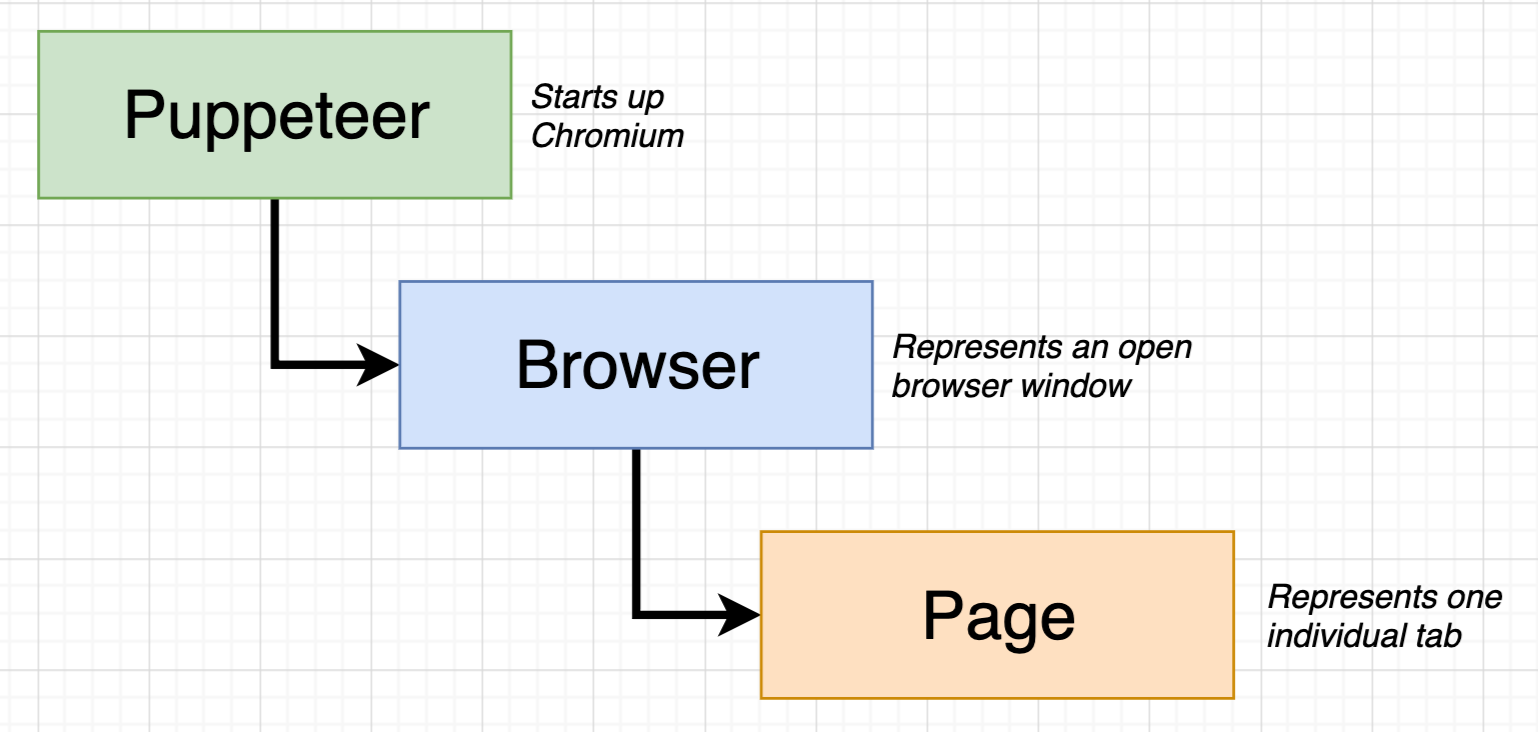 Puppeteer
Starts up
Chromium
Browser
Represents an open
browser window
Page
Represents one
individual tab